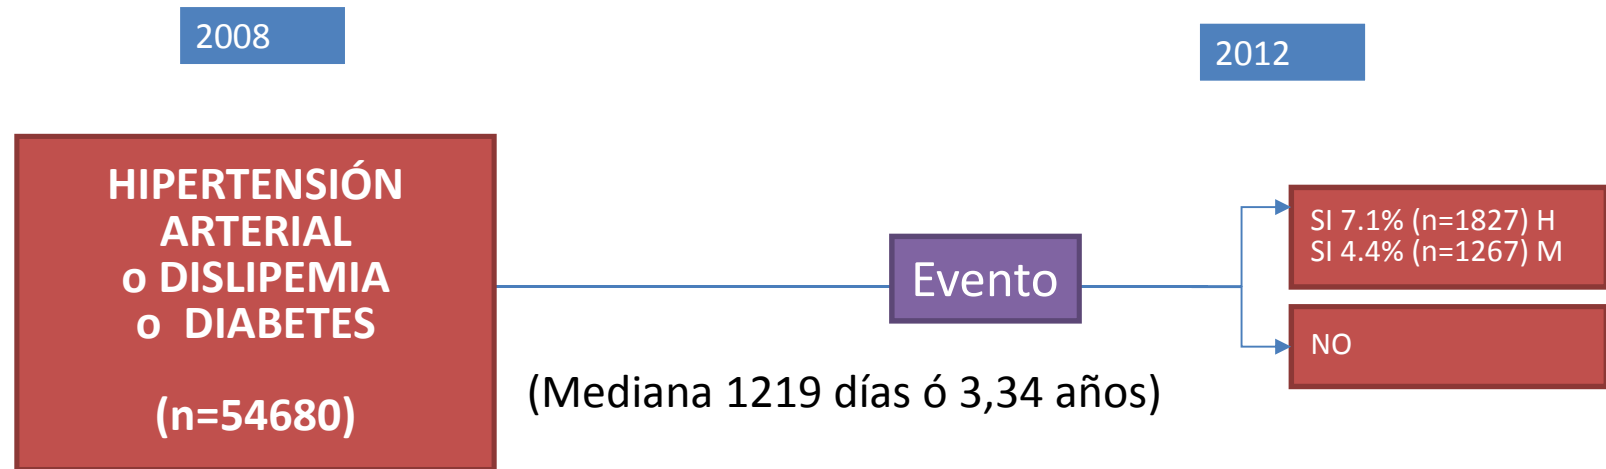 2008
2012
HIPERTENSIÓN
ARTERIAL
o DISLIPEMIA
o DIABETES
(n=54680)
Evento
(Mediana 1219 días ó 3,34 años)
SI 7.1% (n=1827) H
SI 4.4% (n=1267) M
NO